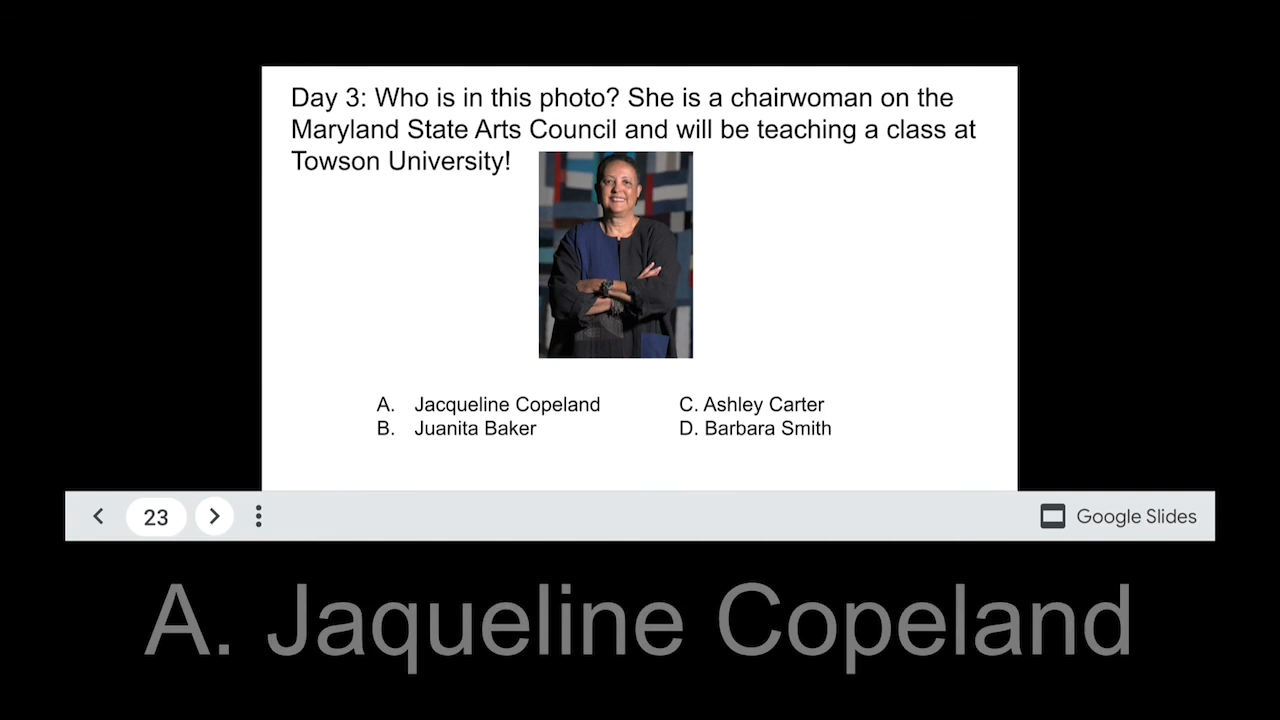 Day 3: Who is in this photo? She is a chairwoman on the
Maryland State Arts Council and will be teaching a class at
Towson University!
A. Jacqueline Copeland
B. Juanita Baker
C. Ashley Carter
D. Barbara Smith
23
Google Slides
A. Jaqueline Copeland